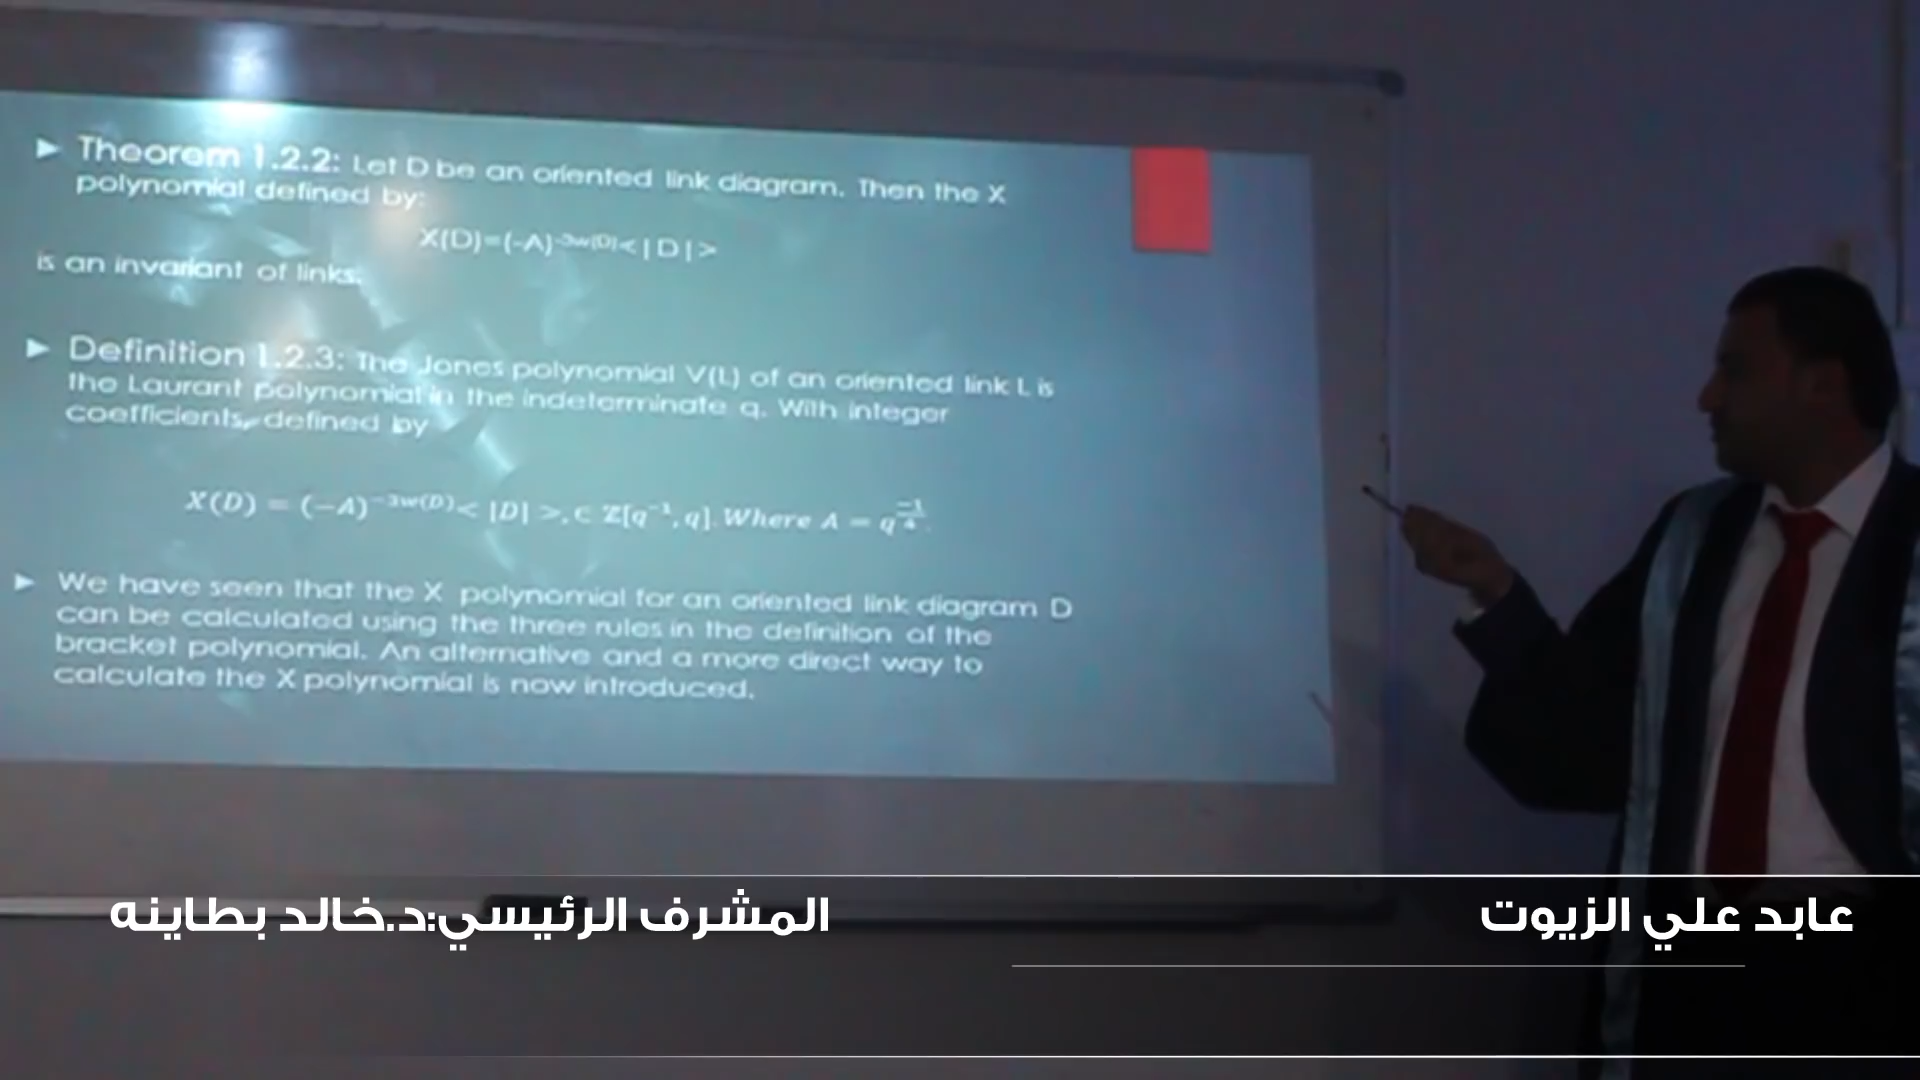 Theorem 1.2.2: Let D be an oriented link diagram. Then the X
polynomial defined by:
X(D)=(-A)^-3w(D)<|D|>
is an invariant of links.
Definition 1.2.3: The Jones polynomial V(L) of an oriented link L is
the Laurant polynomial in the indeterminate q. With integer
coefficients, defined by
X(D) = (−A)^−3w(D)< |D| >,∈ ℤ[q^−1, q]. Where A = q^(−1/4).
We have seen that the X polynomial for an oriented link diagram D
can be calculated using the three rules in the definition of the
bracket polynomial. An alternative and a more direct way to
calculate the X polynomial is now introduced.
عابد علي الزيوت
المشرف الرئيسي:د.خالد بطاينه